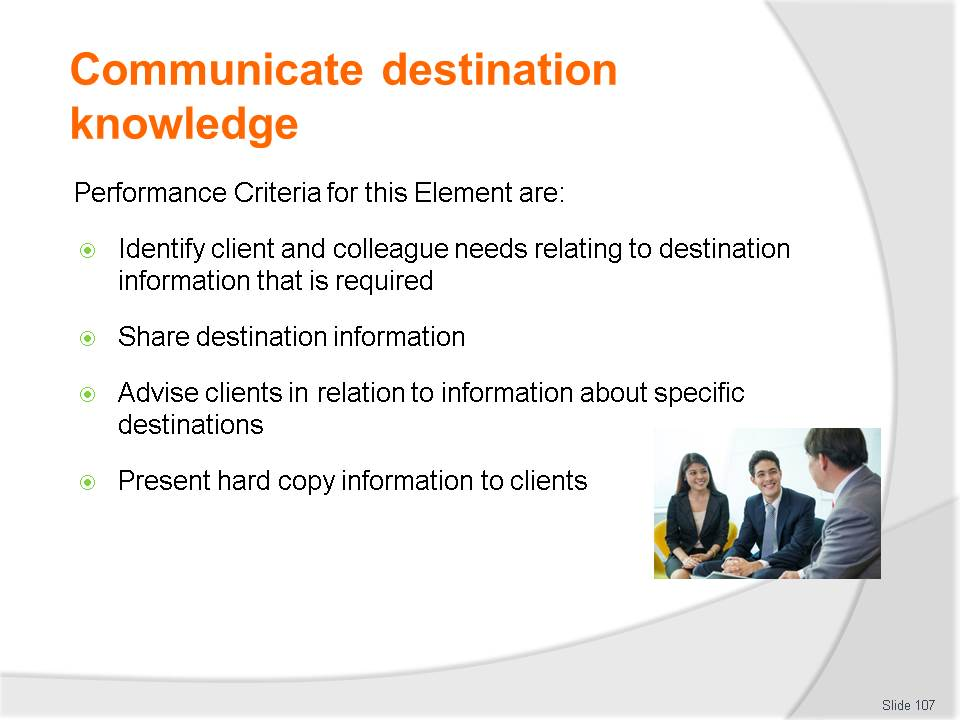 Communicate destination
knowledge
Performance Criteria for this Element are:
Identify client and colleague needs relating to destination
information that is required
Share destination information
Advise clients in relation to information about specific
destinations
Present hard copy information to clients
Slide 107